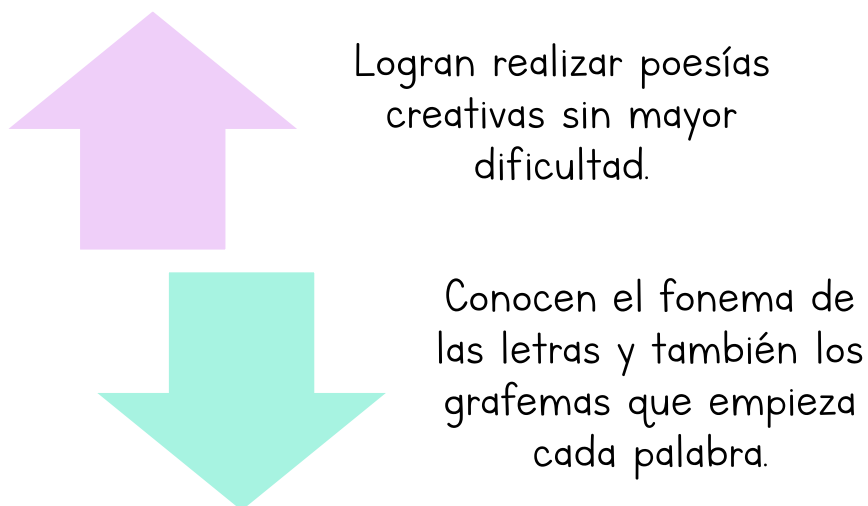 Logran realizar poesías
creativas sin mayor
dificultad.
Conocen el fonema de
las letras y también los
grafemas que empieza
cada palabra.